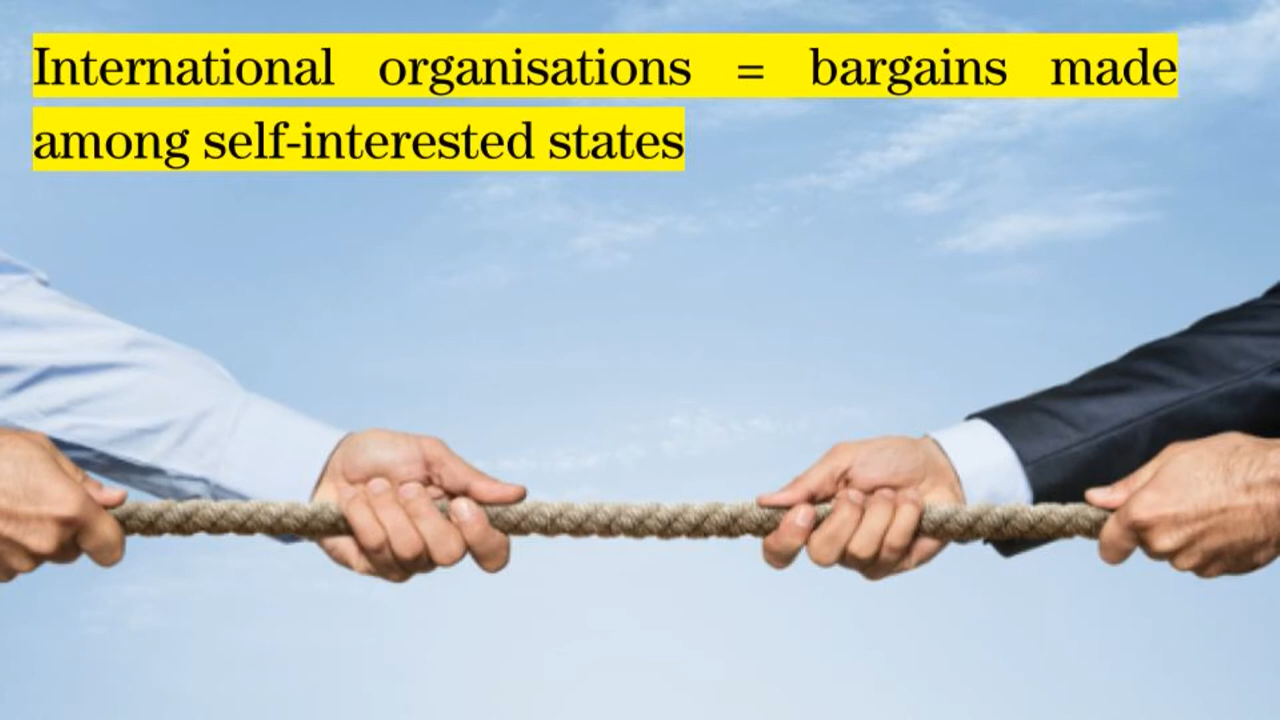 International organisations = bargains made
among self-interested states